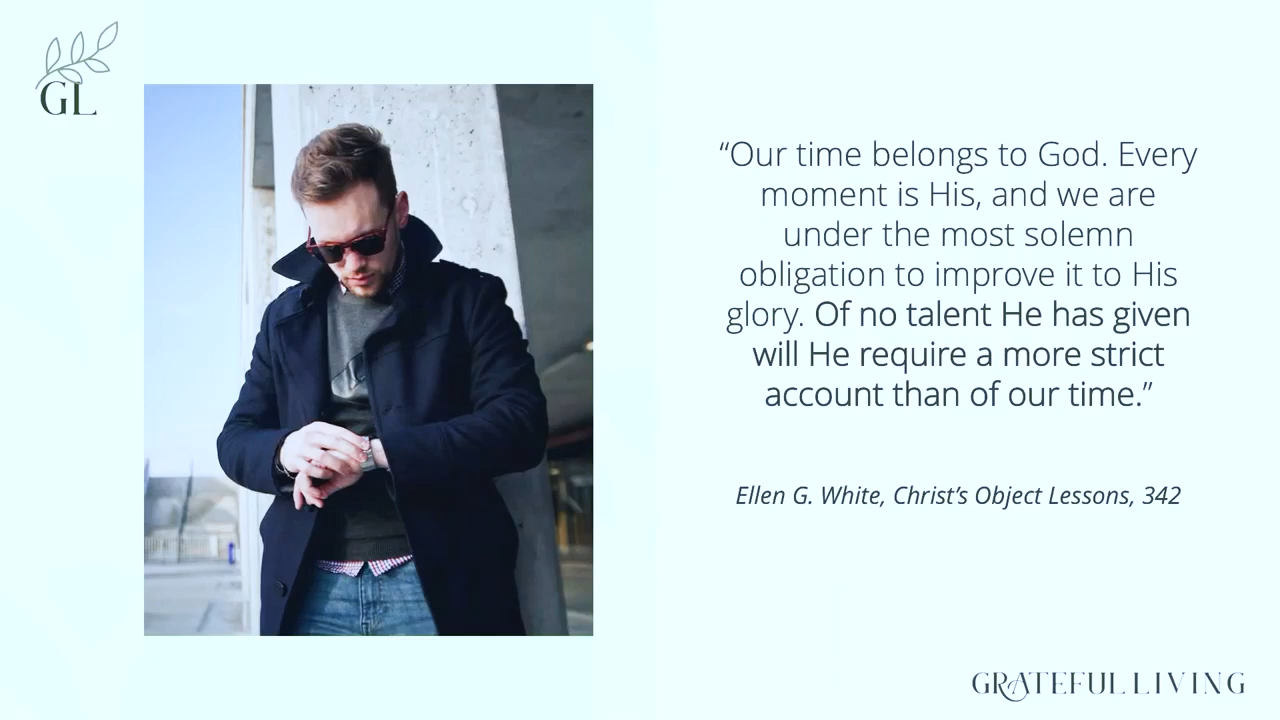 GL
“Our time belongs to God. Every
moment is His, and we are
under the most solemn
obligation to improve it to His
glory. Of no talent He has given
will He require a more strict
account than of our time.”
Ellen G. White, Christ’s Object Lessons, 342
GRATEFUL LIVING